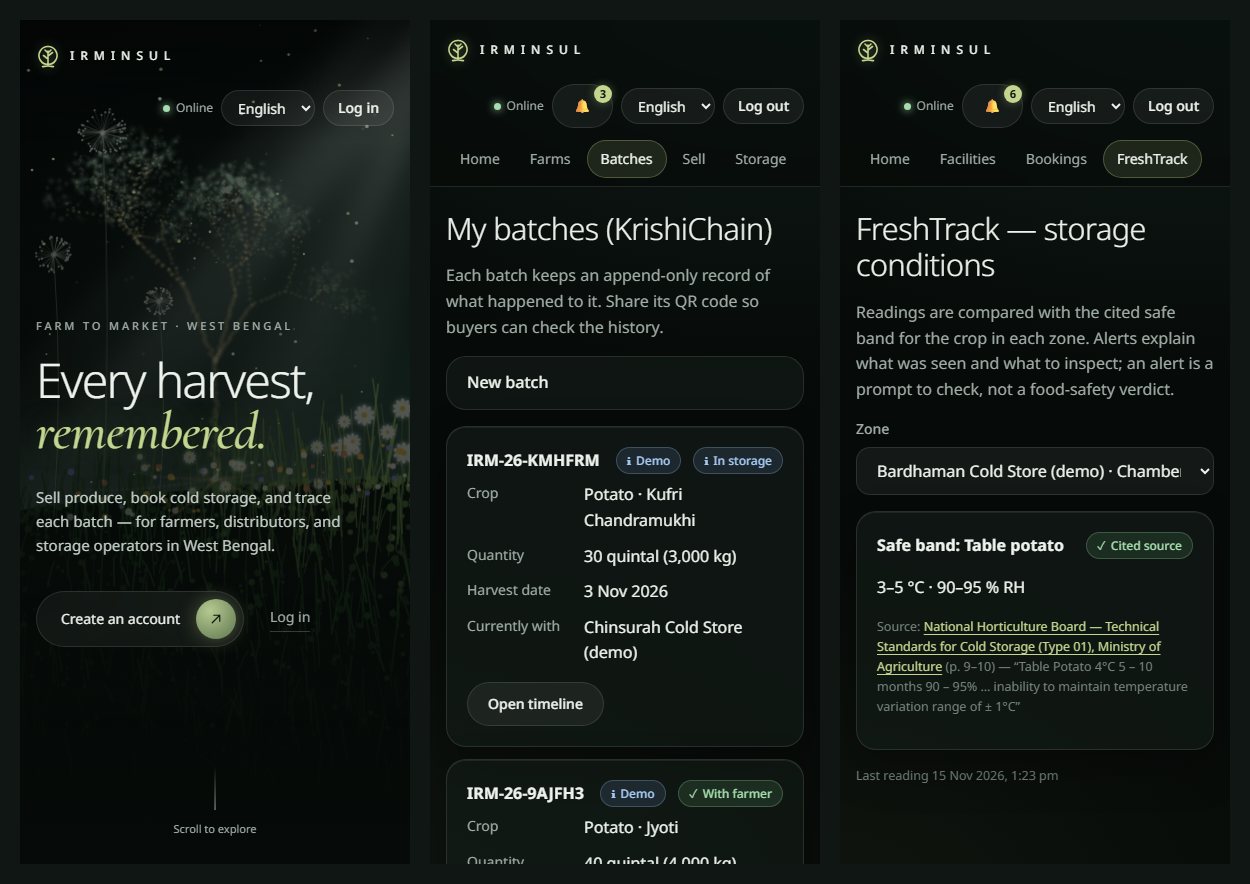 IRMINSUL
Online
English
Log in
FARM TO MARKET · WEST BENGAL
Every harvest,
remembered.
Sell produce, book cold storage, and trace
each batch — for farmers, distributors, and
storage operators in West Bengal.
Create an account
Log in
Scroll to explore
IRMINSUL
Online
3
English
Log out
Home
Farms
Batches
Sell
Storage
My batches (KrishiChain)
Each batch keeps an append-only record of
what happened to it. Share its QR code so
buyers can check the history.
New batch
IRM-26-KMHFRM
ℹ Demo
ℹ In storage
Crop
Potato · Kufri
Chandramukhi
Quantity
30 quintal (3,000 kg)
Harvest date
3 Nov 2026
Currently with
Chinsurah Cold Store
(demo)
Open timeline
IRM-26-9AJFH3
ℹ Demo
✓ With farmer
Crop
Potato · Jyoti
Quantity
40 quintal (4,000 kg)
IRMINSUL
Online
6
English
Log out
Home
Facilities
Bookings
FreshTrack
FreshTrack — storage
conditions
Readings are compared with the cited safe
band for the crop in each zone. Alerts explain
what was seen and what to inspect; an alert is a
prompt to check, not a food-safety verdict.
Zone
Bardhaman Cold Store (demo) · Chamber
Safe band: Table potato
✓ Cited source
3–5 °C · 90–95 % RH
Source: National Horticulture Board — Technical
Standards for Cold Storage (Type 01), Ministry of
Agriculture (p. 9–10) — “Table Potato 4°C 5 – 10
months 90 – 95% … inability to maintain temperature
variation range of ± 1°C”
Last reading 15 Nov 2026, 1:23 pm